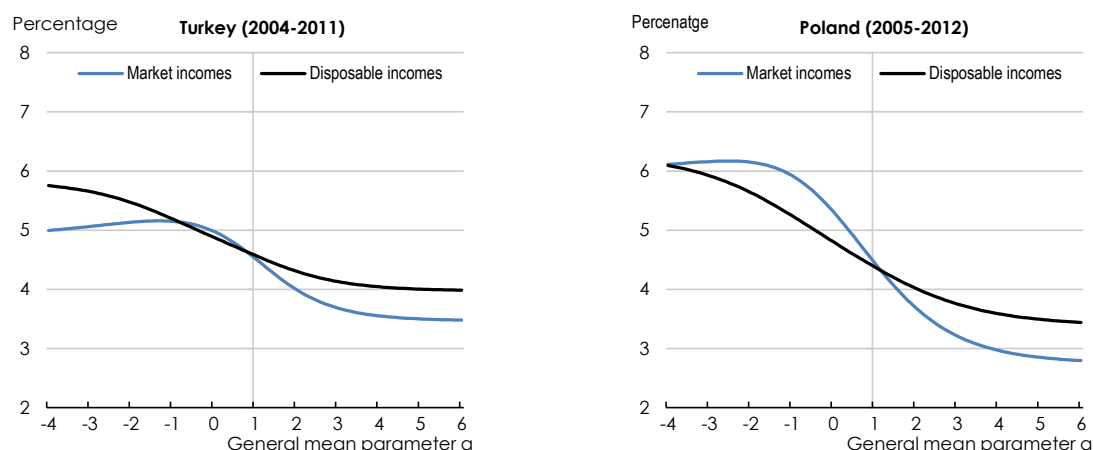 Percentage
Turkey (2004-2011)
8
Market incomes
Disposable incomes
7
6
5
4
3
2
-4 -3 -2 -1 0 1 2 3 4 5 6
General mean parameter α
Percenatge
Poland (2005-2012)
8
Market incomes
Disposable incomes
7
6
5
4
3
2
-4 -3 -2 -1 0 1 2 3 4 5 6
General mean parameter α